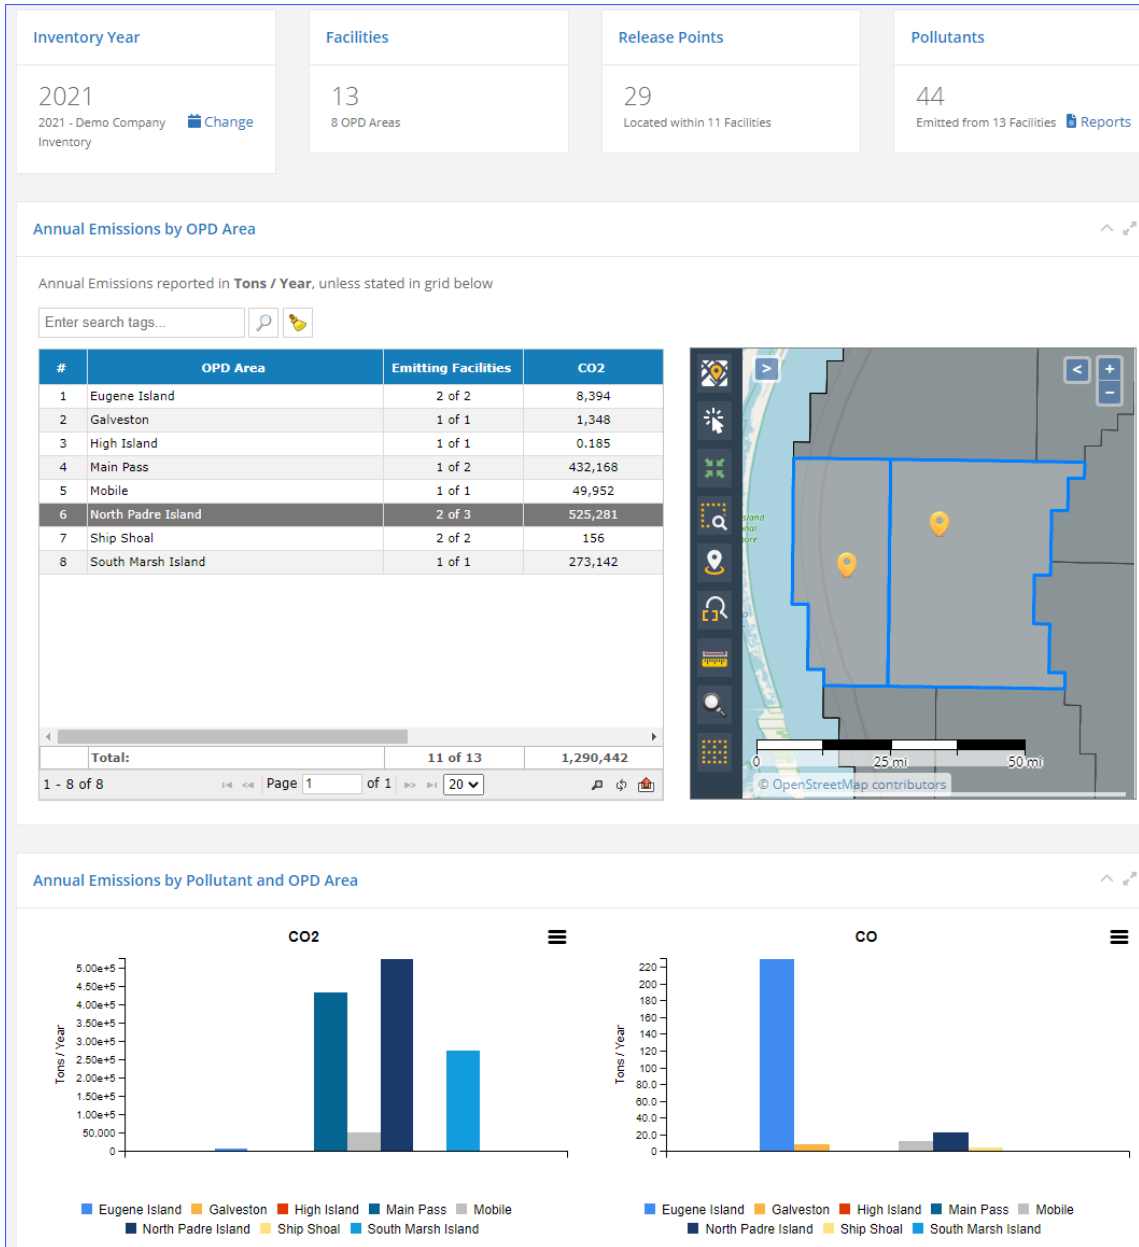 Inventory Year
Facilities
Release Points
Pollutants
2021
2021 - Demo Company
Inventory
Change
13
8 OPD Areas
29
Located within 11 Facilities
44
Emitted from 13 Facilities
Reports
Annual Emissions by OPD Area
Annual Emissions reported in Tons / Year, unless stated in grid below
Enter search tags...
# OPD Area Emitting Facilities CO2
1 Eugene Island 2 of 2 8,394
2 Galveston 1 of 1 1,348
3 High Island 1 of 1 0.185
4 Main Pass 1 of 2 432,168
5 Mobile 1 of 1 49,952
6 North Padre Island 2 of 3 525,281
7 Ship Shoal 2 of 2 156
8 South Marsh Island 1 of 1 273,142
Total: 11 of 13 1,290,442
1 - 8 of 8 Page 1 of 1 20
> < +
−
0 25 mi 50 mi
© OpenStreetMap contributors
Annual Emissions by Pollutant and OPD Area
CO2
5.00e+5
4.50e+5
4.00e+5
3.50e+5
3.00e+5
2.50e+5
2.00e+5
1.50e+5
1.00e+5
50,000
0
Tons / Year
Eugene Island Galveston High Island Main Pass Mobile
North Padre Island Ship Shoal South Marsh Island
CO
220
200
180
160
140
120
100
80.0
60.0
40.0
20.0
0
Tons / Year
Eugene Island Galveston High Island Main Pass Mobile
North Padre Island Ship Shoal South Marsh Island